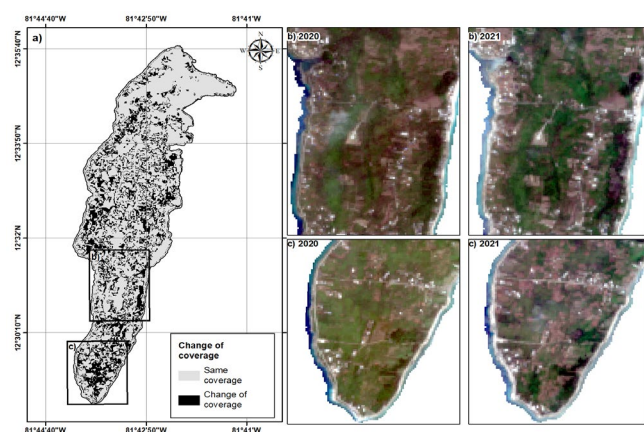 81°44'40"W 81°42'50"W 81°41'W
a)
N
W E
S
12°35'40"N
12°33'50"N
12°32'N
12°30'10"N
b)
c)
Change of
coverage
Same
coverage
Change of
coverage
81°44'40"W 81°42'50"W 81°41'W
b) 2020
b) 2021
c) 2020
c) 2021